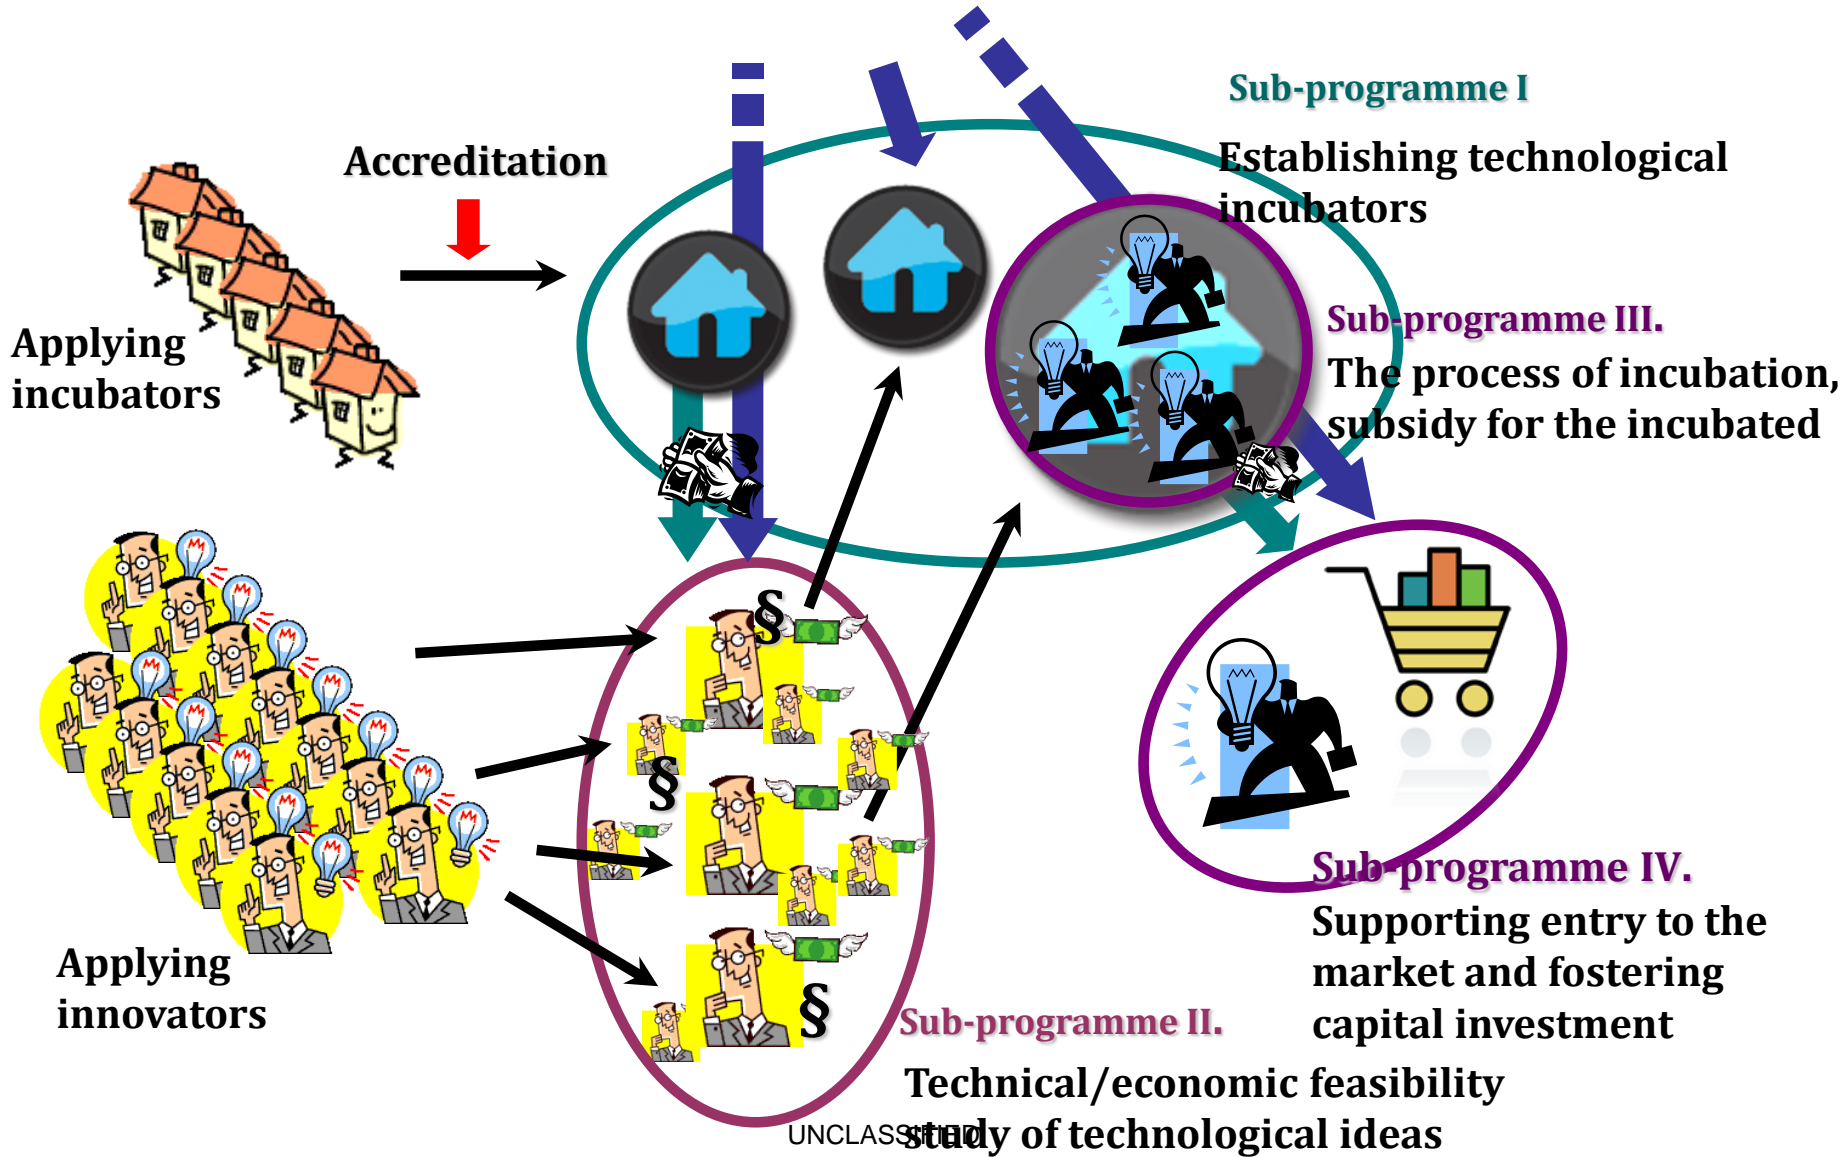 Sub-programme I
Establishing technological
incubators
Accreditation
Applying
incubators
Sub-programme III.
The process of incubation,
subsidy for the incubated
§
§
§
Applying
innovators
Sub-programme IV.
Supporting entry to the
market and fostering
capital investment
Sub-programme II.
Technical/economic feasibility
study of technological ideas
UNCLASSIFIED